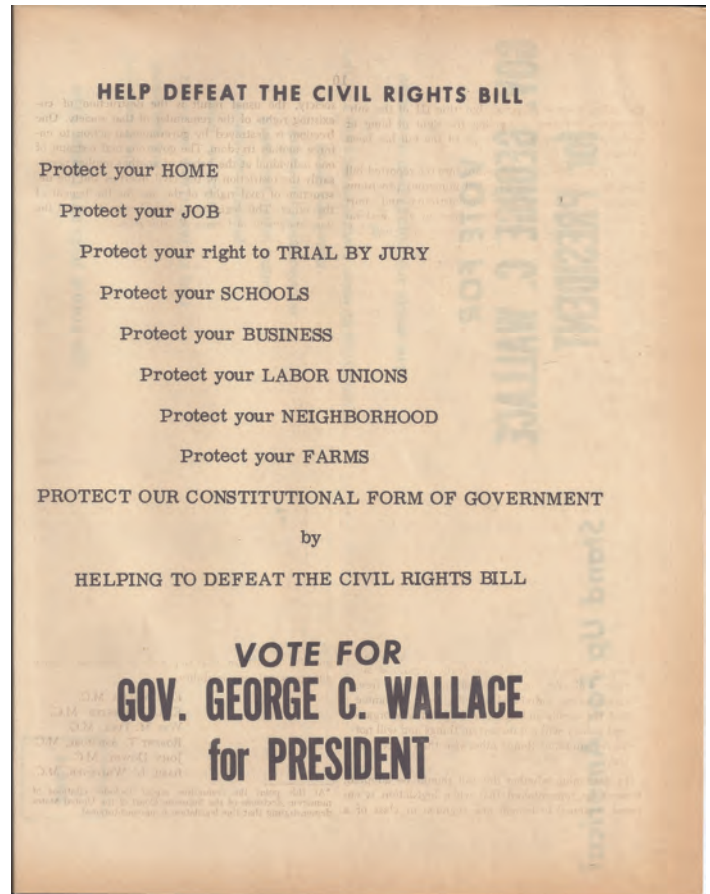 HELP DEFEAT THE CIVIL RIGHTS BILL
Protect your HOME
Protect your JOB
Protect your right to TRIAL BY JURY
Protect your SCHOOLS
Protect your BUSINESS
Protect your LABOR UNIONS
Protect your NEIGHBORHOOD
Protect your FARMS
PROTECT OUR CONSTITUTIONAL FORM OF GOVERNMENT
by
HELPING TO DEFEAT THE CIVIL RIGHTS BILL
VOTE FOR
GOV. GEORGE C. WALLACE
for PRESIDENT